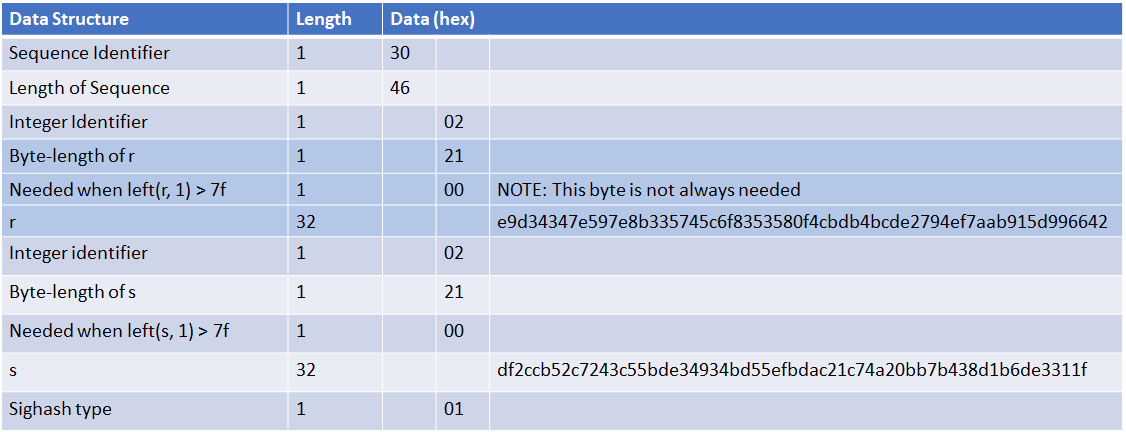 Data Structure Length Data (hex)
Sequence Identifier 1 30
Length of Sequence 1 46
Integer Identifier 1 02
Byte-length of r 1 21
Needed when left(r, 1) > 7f 1 00 NOTE: This byte is not always needed
r 32 e9d34347e597e8b335745c6f8353580f4cbdb4bcde2794ef7aab915d996642
Integer identifier 1 02
Byte-length of s 1 21
Needed when left(s, 1) > 7f 1 00
s 32 df2ccb52c7243c55bde34934bd55efbdac21c74a20bb7b438d1b6de3311f
Sighash type 1 01